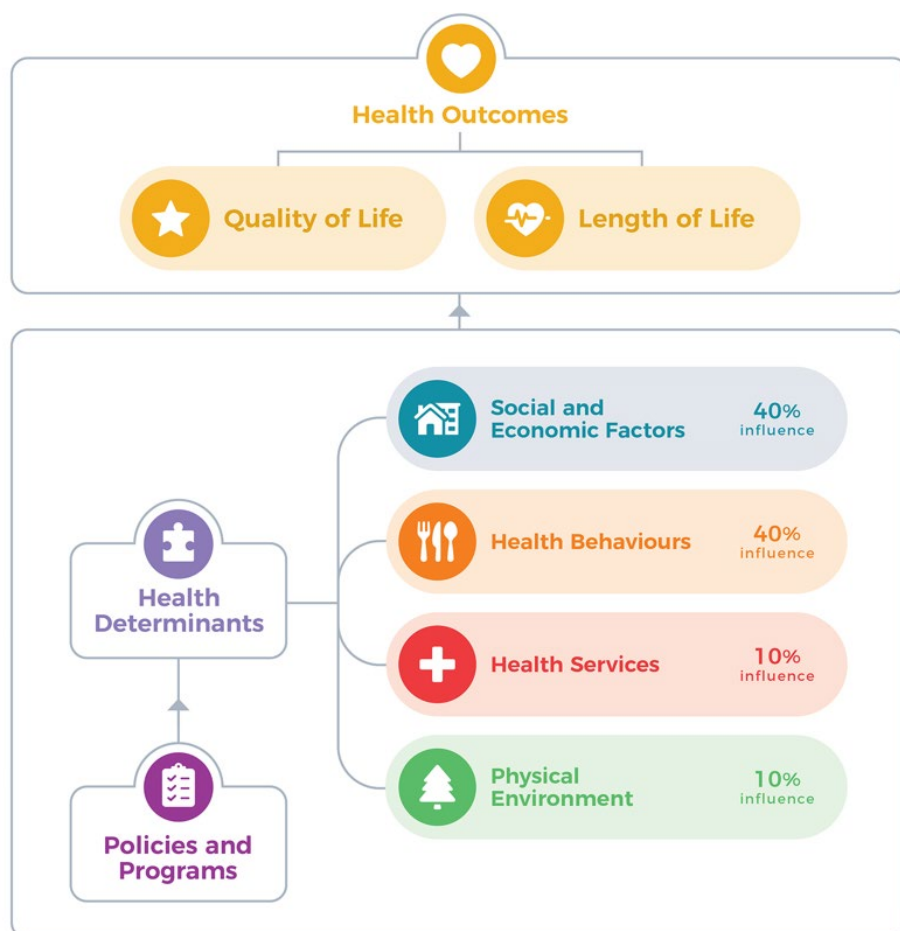 Health Outcomes
Quality of Life
Length of Life
Social and
Economic Factors
40%
influence
Health Behaviours
40%
influence
Health
Determinants
Health Services
10%
influence
Physical
Environment
10%
influence
Policies and
Programs